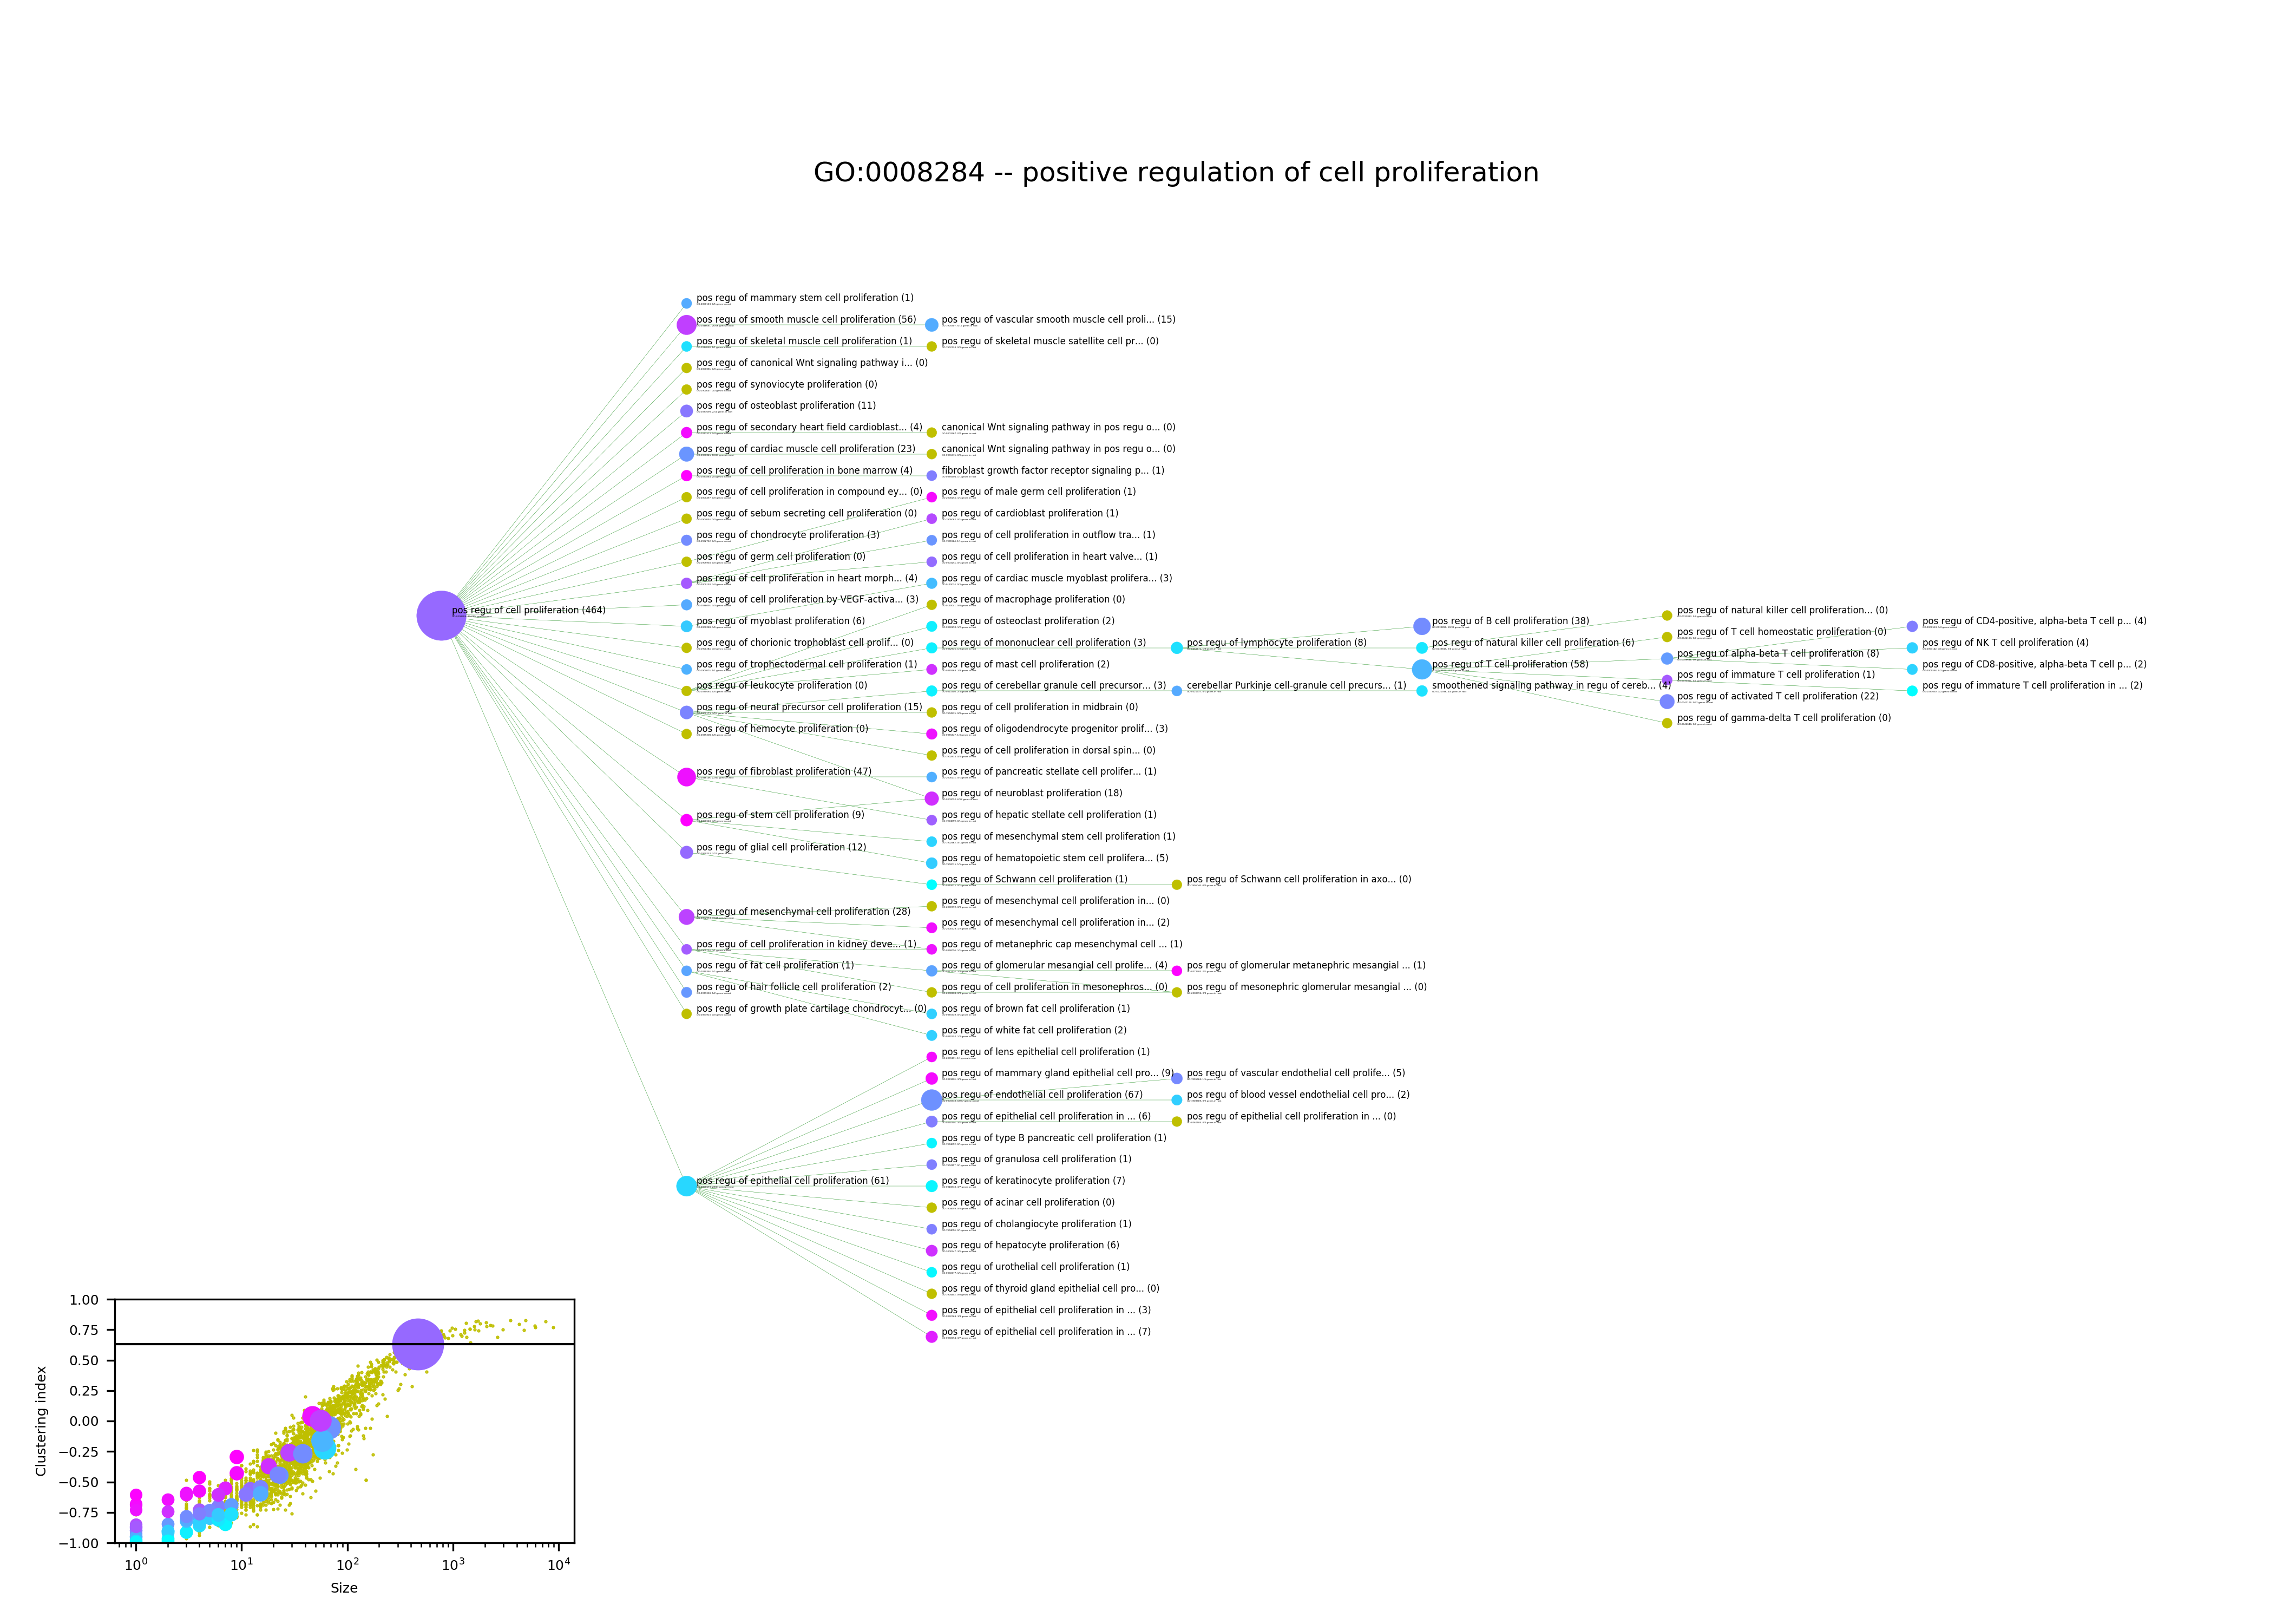 GO:0008284 -- positive regulation of cell proliferation
pos regu of cell proliferation (464)
pos regu of mammary stem cell proliferation (1)
pos regu of smooth muscle cell proliferation (56)
pos regu of skeletal muscle cell proliferation (1)
pos regu of canonical Wnt signaling pathway i... (0)
pos regu of synoviocyte proliferation (0)
pos regu of osteoblast proliferation (11)
pos regu of secondary heart field cardioblast... (4)
pos regu of cardiac muscle cell proliferation (23)
pos regu of cell proliferation in bone marrow (4)
pos regu of cell proliferation in compound ey... (0)
pos regu of sebum secreting cell proliferation (0)
pos regu of chondrocyte proliferation (3)
pos regu of germ cell proliferation (0)
pos regu of cell proliferation in heart morph... (4)
pos regu of cell proliferation by VEGF-activa... (3)
pos regu of myoblast proliferation (6)
pos regu of chorionic trophoblast cell prolif... (0)
pos regu of trophectodermal cell proliferation (1)
pos regu of leukocyte proliferation (0)
pos regu of neural precursor cell proliferation (15)
pos regu of hemocyte proliferation (0)
pos regu of fibroblast proliferation (47)
pos regu of stem cell proliferation (9)
pos regu of glial cell proliferation (12)
pos regu of mesenchymal cell proliferation (28)
pos regu of cell proliferation in kidney deve... (1)
pos regu of fat cell proliferation (1)
pos regu of hair follicle cell proliferation (2)
pos regu of growth plate cartilage chondrocyt... (0)
pos regu of epithelial cell proliferation (61)
pos regu of vascular smooth muscle cell proli... (15)
pos regu of skeletal muscle satellite cell pr... (0)
canonical Wnt signaling pathway in pos regu o... (0)
canonical Wnt signaling pathway in pos regu o... (0)
fibroblast growth factor receptor signaling p... (1)
pos regu of male germ cell proliferation (1)
pos regu of cardioblast proliferation (1)
pos regu of cell proliferation in outflow tra... (1)
pos regu of cell proliferation in heart valve... (1)
pos regu of cardiac muscle myoblast prolifera... (3)
pos regu of macrophage proliferation (0)
pos regu of osteoclast proliferation (2)
pos regu of mononuclear cell proliferation (3)
pos regu of mast cell proliferation (2)
pos regu of cerebellar granule cell precursor... (3)
pos regu of cell proliferation in midbrain (0)
pos regu of oligodendrocyte progenitor prolif... (3)
pos regu of cell proliferation in dorsal spin... (0)
pos regu of pancreatic stellate cell prolifer... (1)
pos regu of neuroblast proliferation (18)
pos regu of hepatic stellate cell proliferation (1)
pos regu of mesenchymal stem cell proliferation (1)
pos regu of hematopoietic stem cell prolifera... (5)
pos regu of Schwann cell proliferation (1)
pos regu of mesenchymal cell proliferation in... (0)
pos regu of mesenchymal cell proliferation in... (2)
pos regu of metanephric cap mesenchymal cell ... (1)
pos regu of glomerular mesangial cell prolife... (4)
pos regu of cell proliferation in mesonephros... (0)
pos regu of brown fat cell proliferation (1)
pos regu of white fat cell proliferation (2)
pos regu of lens epithelial cell proliferation (1)
pos regu of mammary gland epithelial cell pro... (9)
pos regu of endothelial cell proliferation (67)
pos regu of epithelial cell proliferation in ... (6)
pos regu of type B pancreatic cell proliferation (1)
pos regu of granulosa cell proliferation (1)
pos regu of keratinocyte proliferation (7)
pos regu of acinar cell proliferation (0)
pos regu of cholangiocyte proliferation (1)
pos regu of hepatocyte proliferation (6)
pos regu of urothelial cell proliferation (1)
pos regu of thyroid gland epithelial cell pro... (0)
pos regu of epithelial cell proliferation in ... (3)
pos regu of epithelial cell proliferation in ... (7)
pos regu of lymphocyte proliferation (8)
cerebellar Purkinje cell-granule cell precurs... (1)
pos regu of Schwann cell proliferation in axo... (0)
pos regu of glomerular metanephric mesangial ... (1)
pos regu of mesonephric glomerular mesangial ... (0)
pos regu of vascular endothelial cell prolife... (5)
pos regu of blood vessel endothelial cell pro... (2)
pos regu of epithelial cell proliferation in ... (0)
pos regu of B cell proliferation (38)
pos regu of natural killer cell proliferation (6)
pos regu of T cell proliferation (58)
smoothened signaling pathway in regu of cereb... (4)
pos regu of natural killer cell proliferation... (0)
pos regu of T cell homeostatic proliferation (0)
pos regu of alpha-beta T cell proliferation (8)
pos regu of immature T cell proliferation (1)
pos regu of activated T cell proliferation (22)
pos regu of gamma-delta T cell proliferation (0)
pos regu of CD4-positive, alpha-beta T cell p... (4)
pos regu of NK T cell proliferation (4)
pos regu of CD8-positive, alpha-beta T cell p... (2)
pos regu of immature T cell proliferation in ... (2)
Clustering index
1.00
0.75
0.50
0.25
0.00
−0.25
−0.50
−0.75
−1.00
10⁰ 10¹ 10² 10³ 10⁴
Size